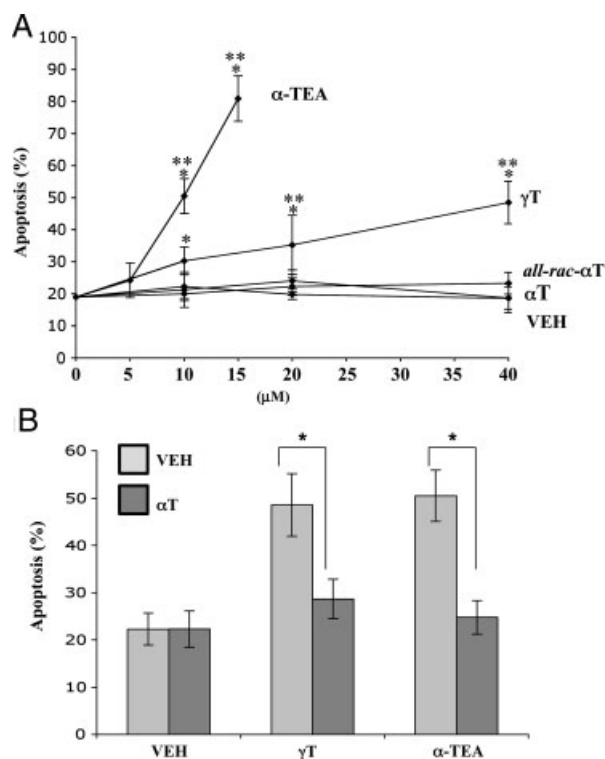 A
Apoptosis (%)
100
90
80
70
60
50
40
30
20
10
0
**
*
α-TEA
**
*
*
**
*
**
*
γT
all-rac-αT
αT
VEH
0 5 10 15 20 25 30 35 40
(μM)
B
Apoptosis (%)
60
50
40
30
20
10
0
VEH
αT
*
*
VEH γT α-TEA